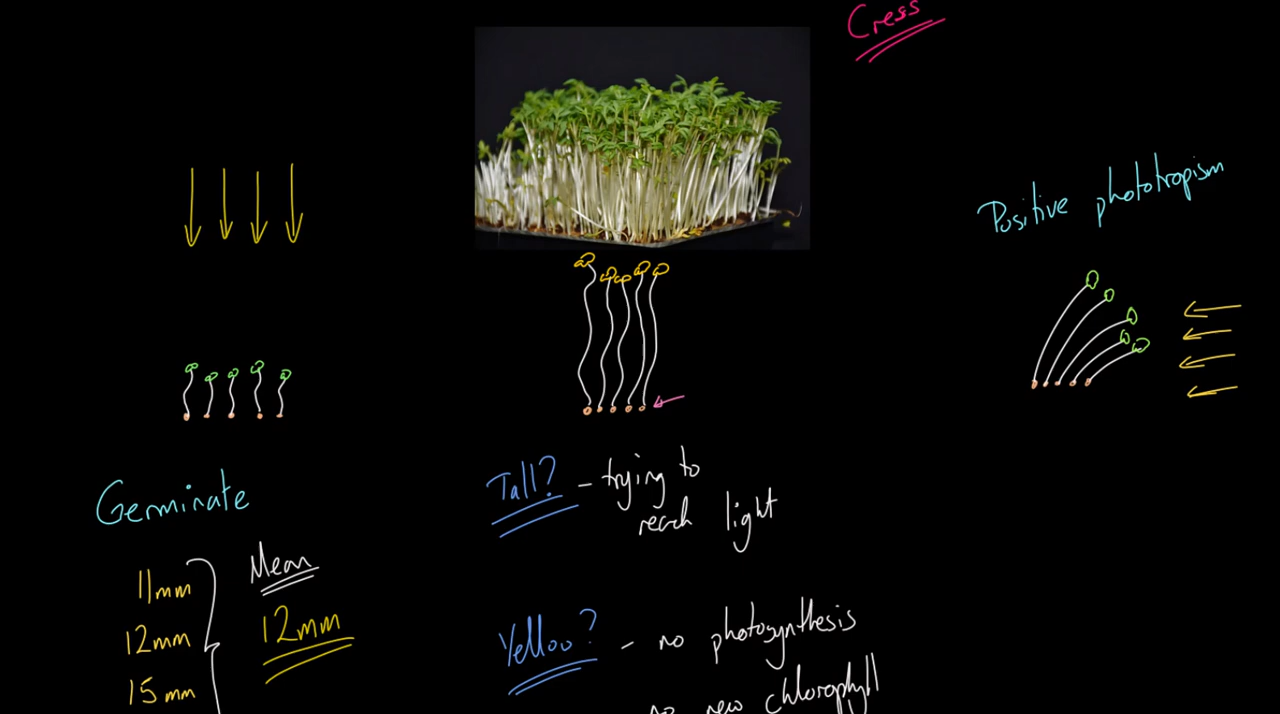 Cress
Positive phototropism
Germinate
11mm
12mm
15mm
Mean
12mm
Tall? - trying to
reach light
Yellow? - no photosynthesis
no new chlorophyll